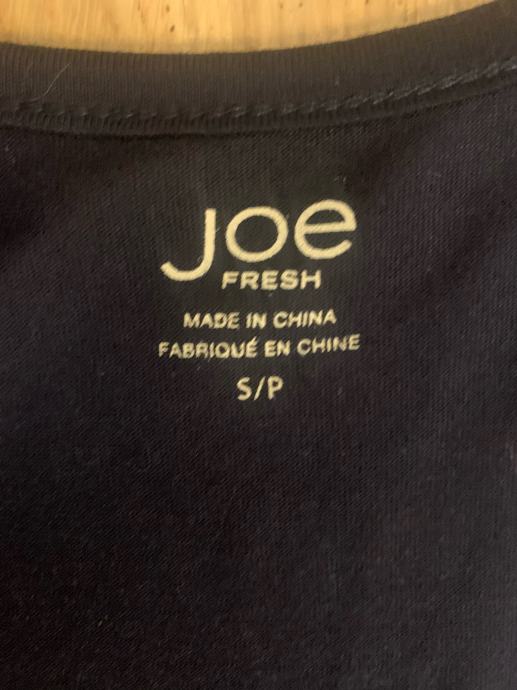 Joe
FRESH
MADE IN CHINA
FABRIQUÉ EN CHINE
S/P